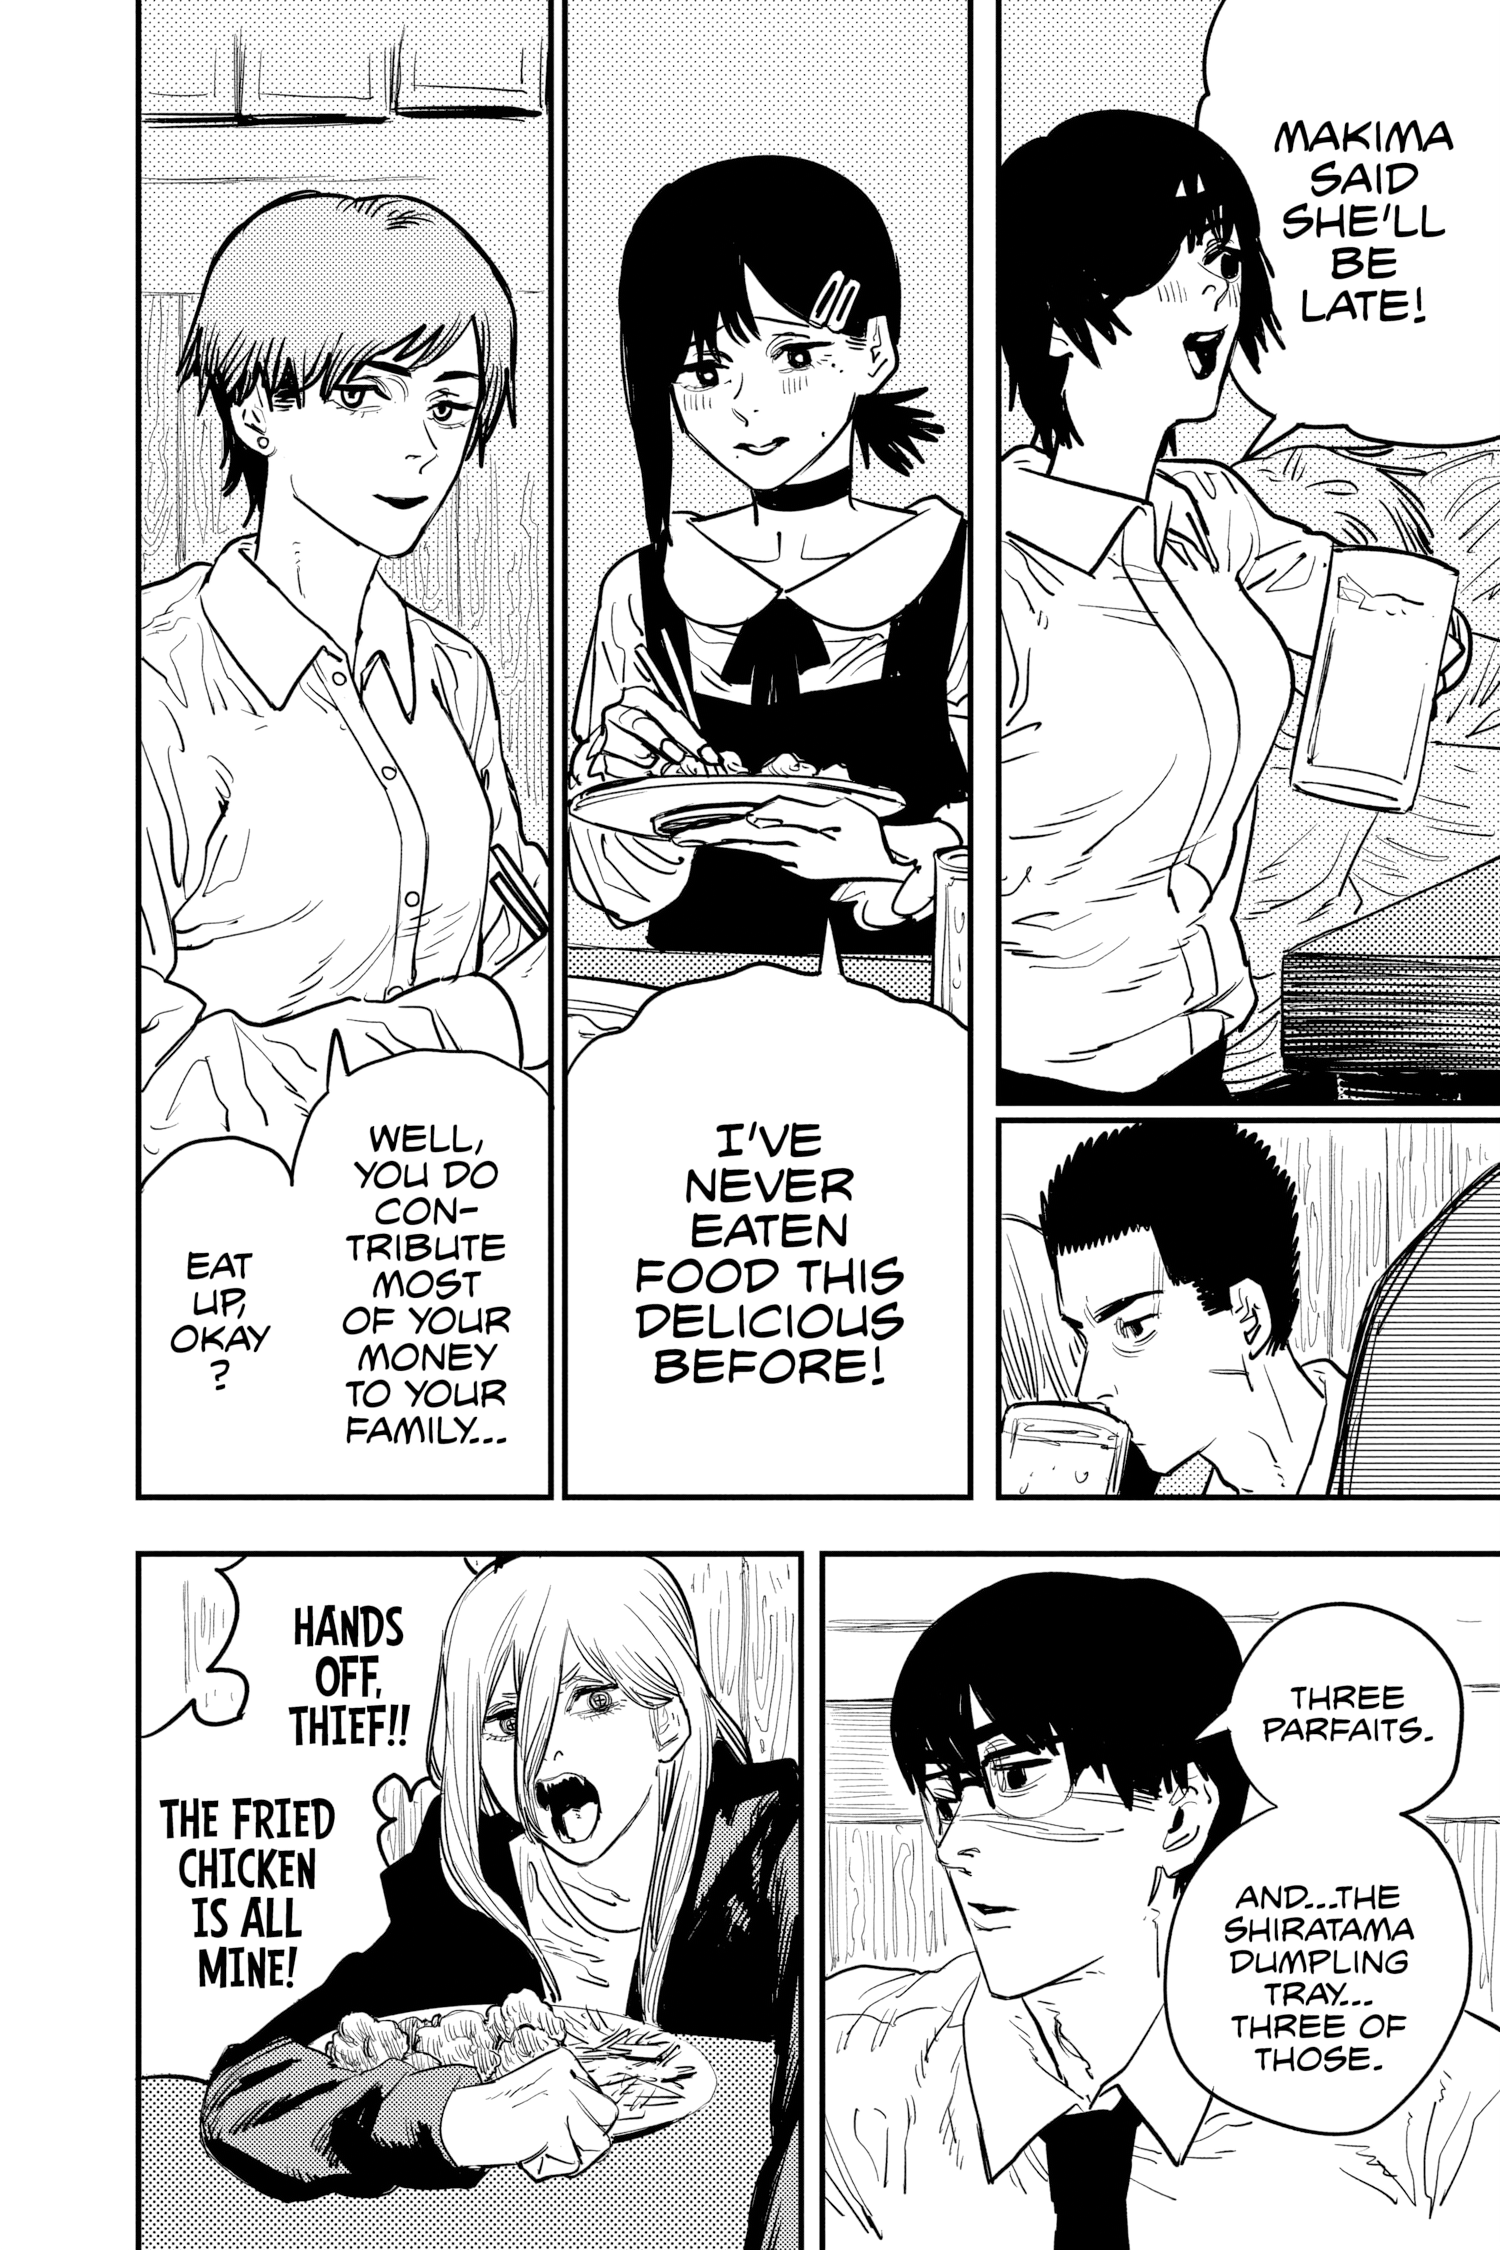 MAKIMA
SAID
SHE'LL
BE
LATE!
I'VE
NEVER
EATEN
FOOD THIS
DELICIOUS
BEFORE!
WELL,
YOU DO
CON-
TRIBUTE
MOST
OF YOUR
MONEY
TO YOUR
FAMILY...
EAT
UP,
OKAY
?
THREE
PARFAITS.
AND...THE
SHIRATAMA
DUMPLING
TRAY...
THREE OF
THOSE.
HANDS
OFF,
THIEF!!
THE FRIED
CHICKEN
IS ALL
MINE!